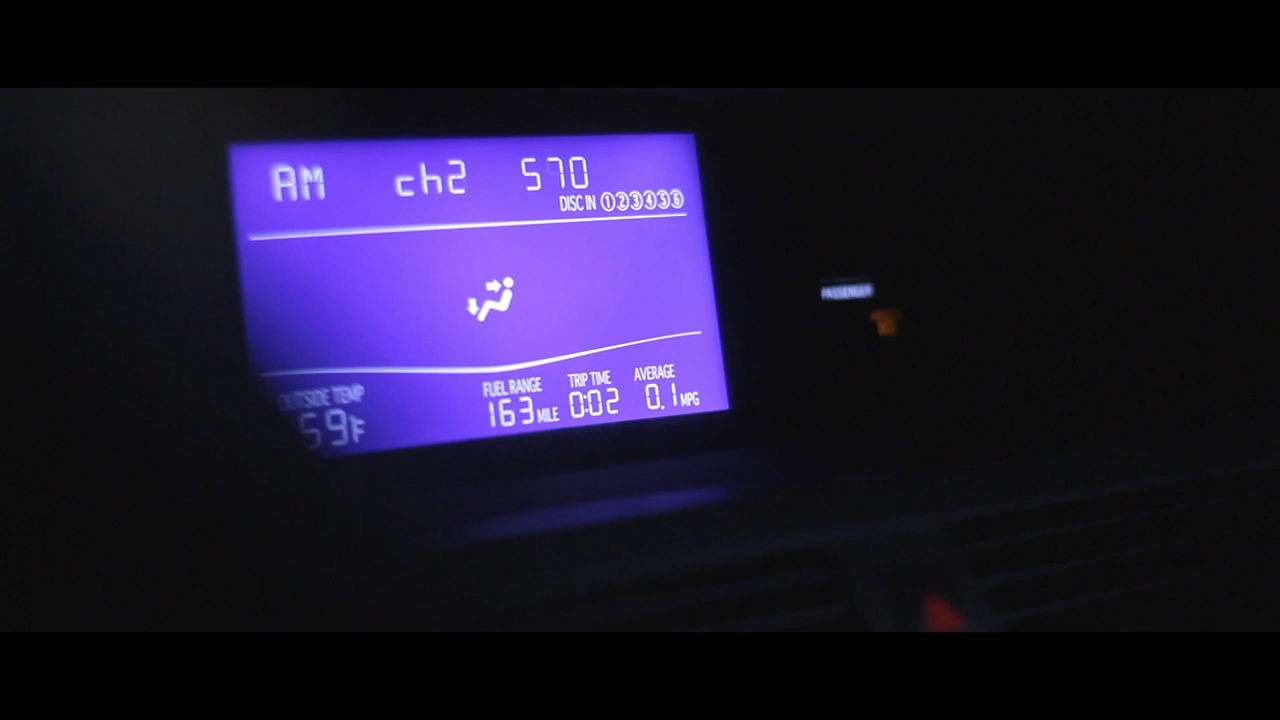 AM ch2 570
DISC IN 1 2 3 4 5 6
OUTSIDE TEMP FUEL RANGE TRIP TIME AVERAGE
59°F 163 MILE 0:02 0.1 MPG
PASSENGER